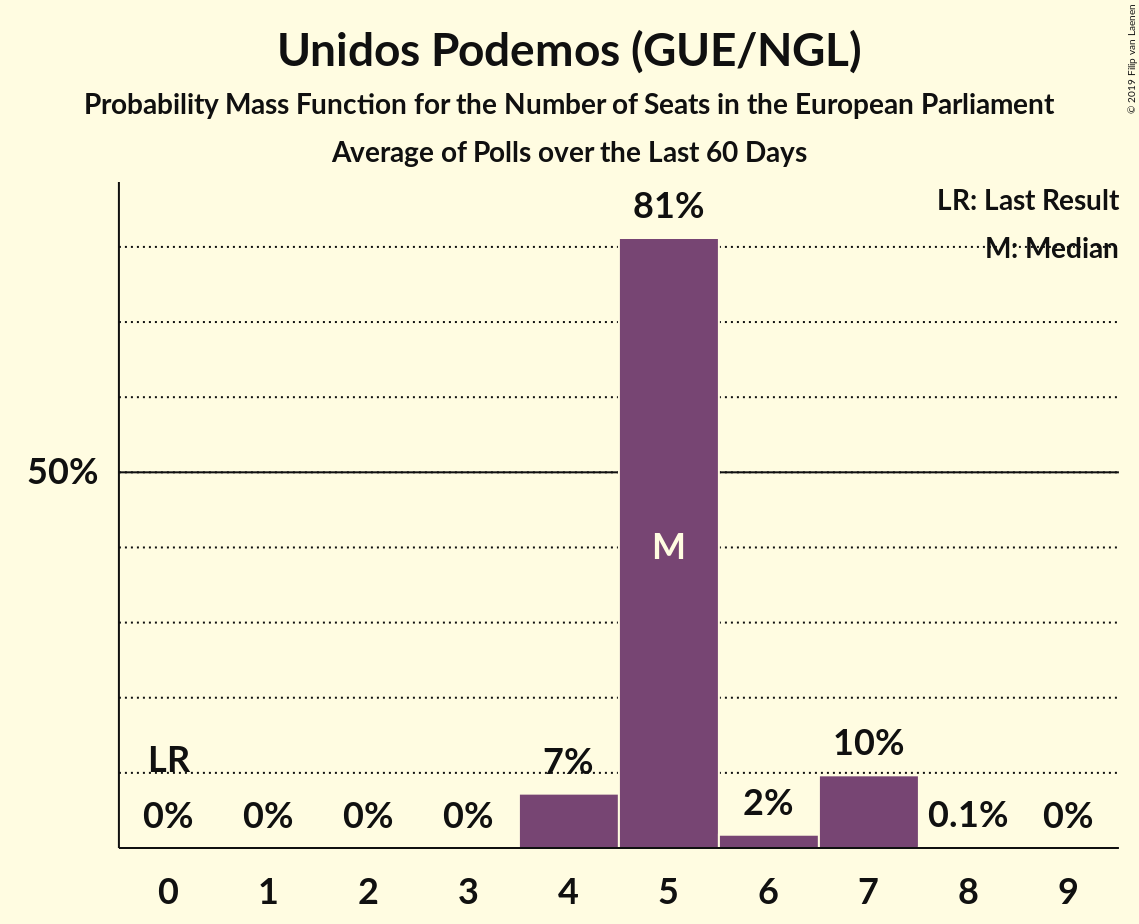 Unidos Podemos (GUE/NGL)
Probability Mass Function for the Number of Seats in the European Parliament
Average of Polls over the Last 60 Days
© 2019 Filip van Laenen
LR: Last Result
M: Median
81%
50%
M
LR
0%
0%
0%
0%
7%
2%
10%
0.1%
0%
0
1
2
3
4
5
6
7
8
9